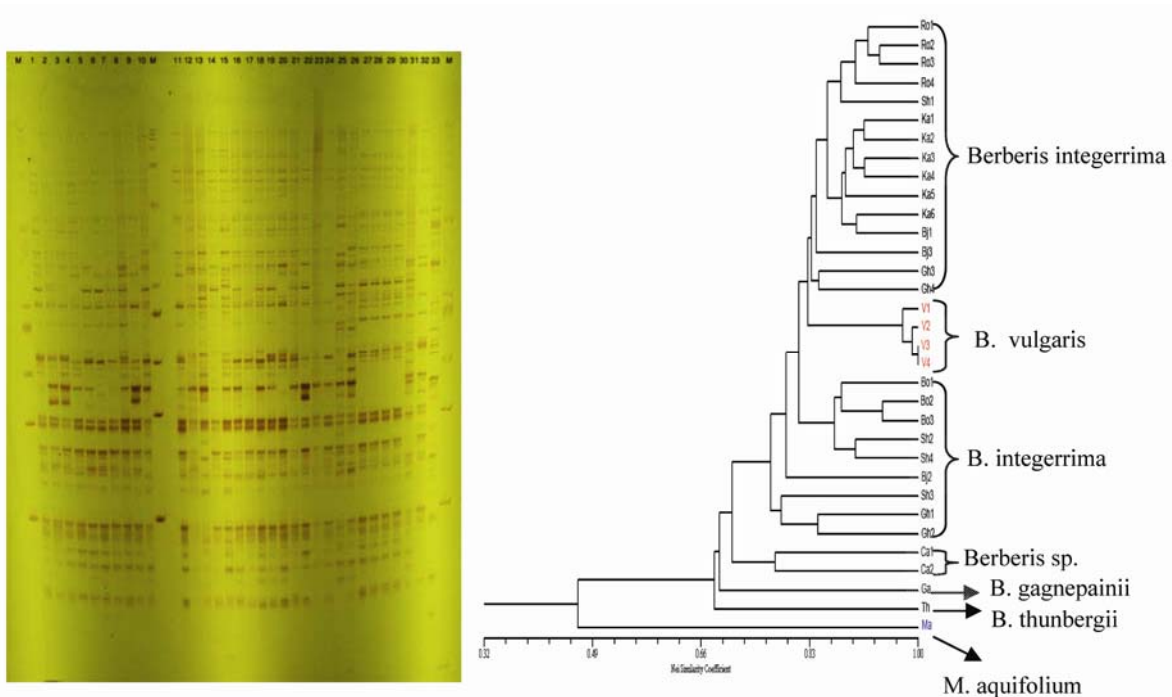 M 1 2 3 4 5 6 7 8 9 10 M 11 12 13 14 15 16 17 18 19 20 21 22 23 24 25 26 27 28 29 30 31 32 33 M
Ro1
Ro2
Ro3
Ro4
Sh1
Ka1
Ka2
Ka3
Ka4
Ka5
Ka6
Bj1
Bj3
Gh3
Gh4
Berberis integerrima
V1
V2
V3
V4
B. vulgaris
Bo1
Bo2
Bo3
Sh2
Sh4
Bj2
Sh3
Gh1
Gh2
B. integerrima
Ca1
Ca2
Berberis sp.
Ga
B. gagnepainii
Th
B. thunbergii
Ma
M. aquifolium
0.32 0.49 0.66 0.83 1.00
Nei Similarity Coefficient